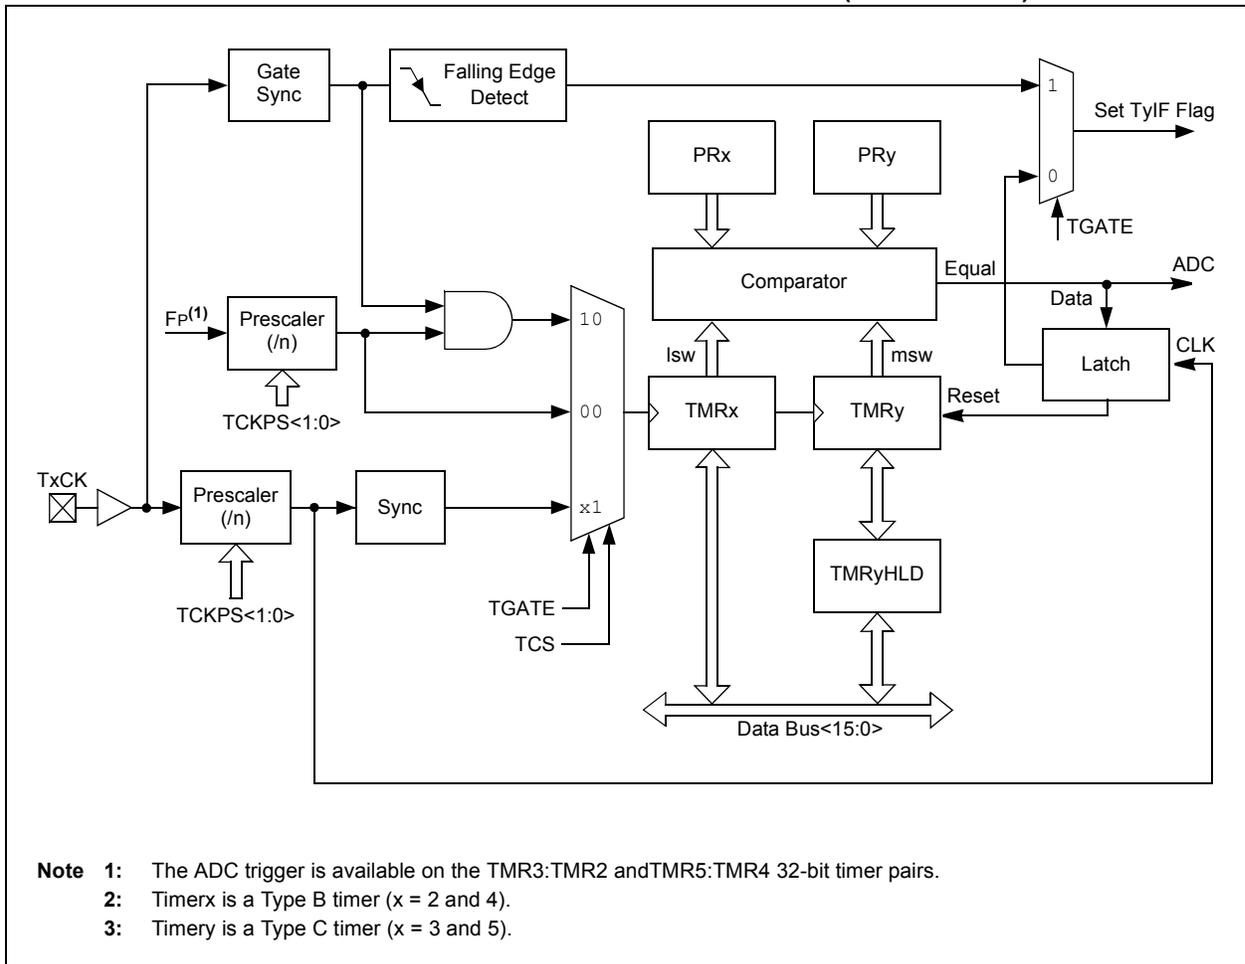 Gate
Sync
Falling Edge
Detect
1
Set TyIF Flag
PRx
PRy
0
TGATE
Comparator
Equal
ADC
Data
FP(1)
Prescaler
(/n)
10
lsw
msw
Latch
CLK
TCKPS<1:0>
00
TMRx
TMRy
Reset
TxCK
Prescaler
(/n)
Sync
x1
TMRyHLD
TCKPS<1:0>
TGATE
TCS
Data Bus<15:0>
Note 1: The ADC trigger is available on the TMR3:TMR2 andTMR5:TMR4 32-bit timer pairs.
2: Timerx is a Type B timer (x = 2 and 4).
3: Timery is a Type C timer (x = 3 and 5).